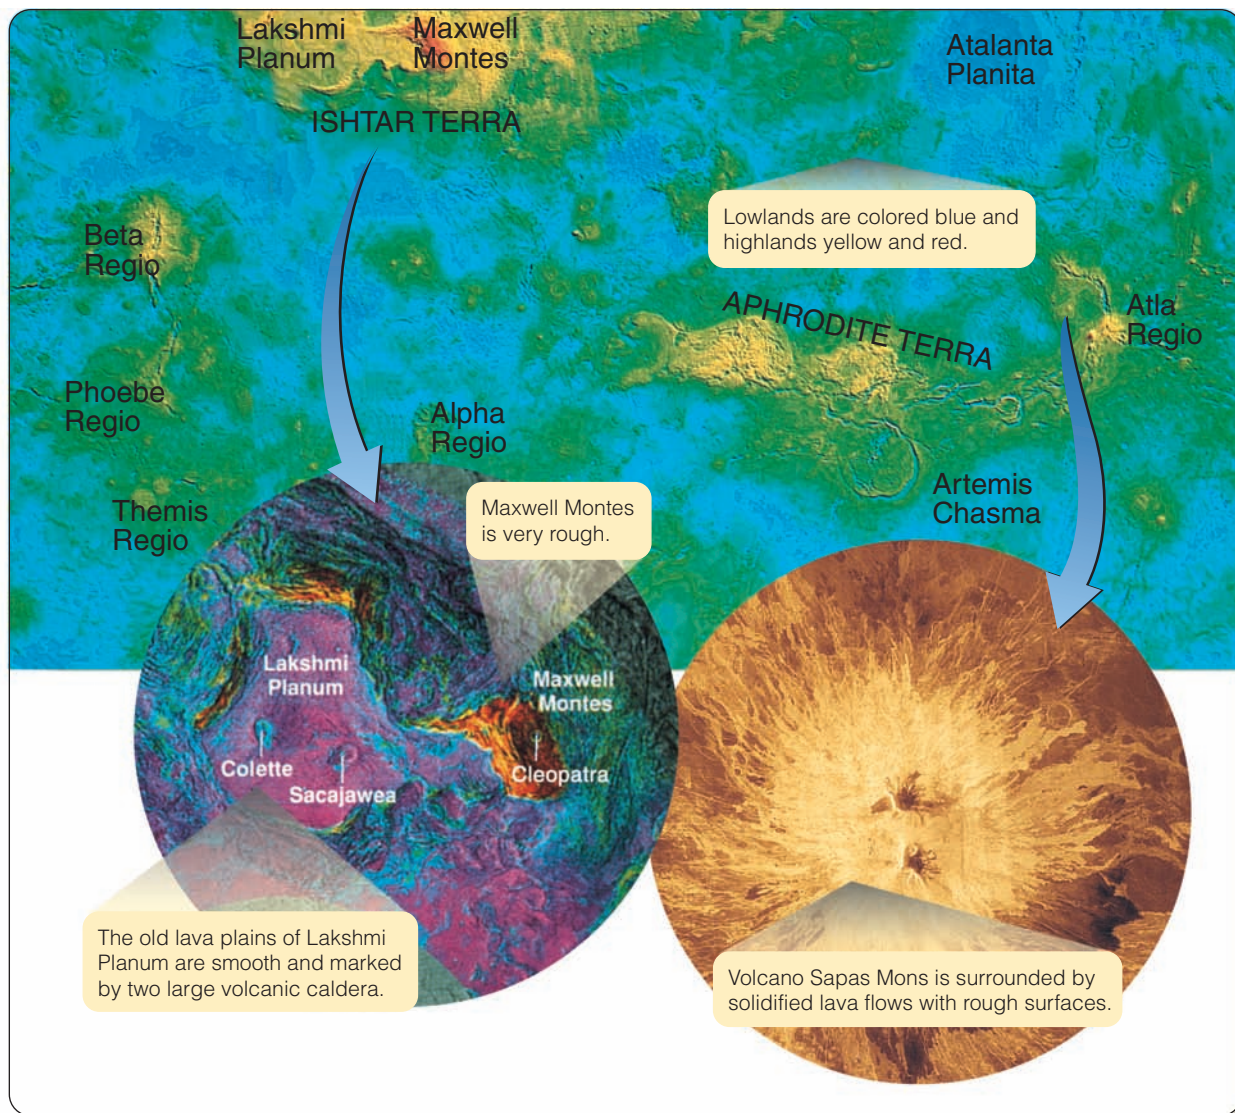 Lakshmi
Planum
Maxwell
Montes
Atalanta
Planita
ISHTAR TERRA
Lowlands are colored blue and
highlands yellow and red.
Beta
Regio
APHRODITE TERRA
Atla
Regio
Phoebe
Regio
Alpha
Regio
Artemis
Chasma
Themis
Regio
Maxwell Montes
is very rough.
Lakshmi
Planum
Maxwell
Montes
Colette
Sacajawea
Cleopatra
The old lava plains of Lakshmi
Planum are smooth and marked
by two large volcanic caldera.
Volcano Sapas Mons is surrounded by
solidified lava flows with rough surfaces.